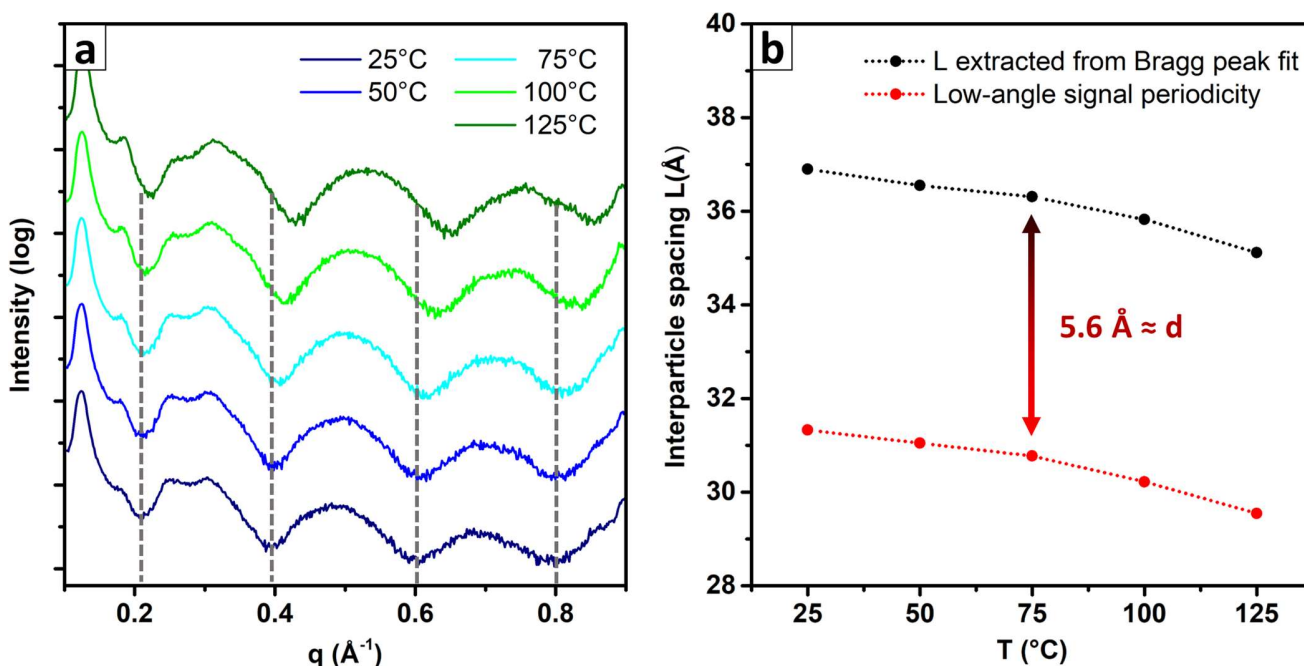 a
25°C
50°C
75°C
100°C
125°C
Intensity (log)
0.2
0.4
0.6
0.8
q (Å⁻¹)
b
L extracted from Bragg peak fit
Low-angle signal periodicity
5.6 Å ≈ d
Interparticle spacing L(Å)
40
38
36
34
32
30
28
25
50
75
100
125
T (°C)